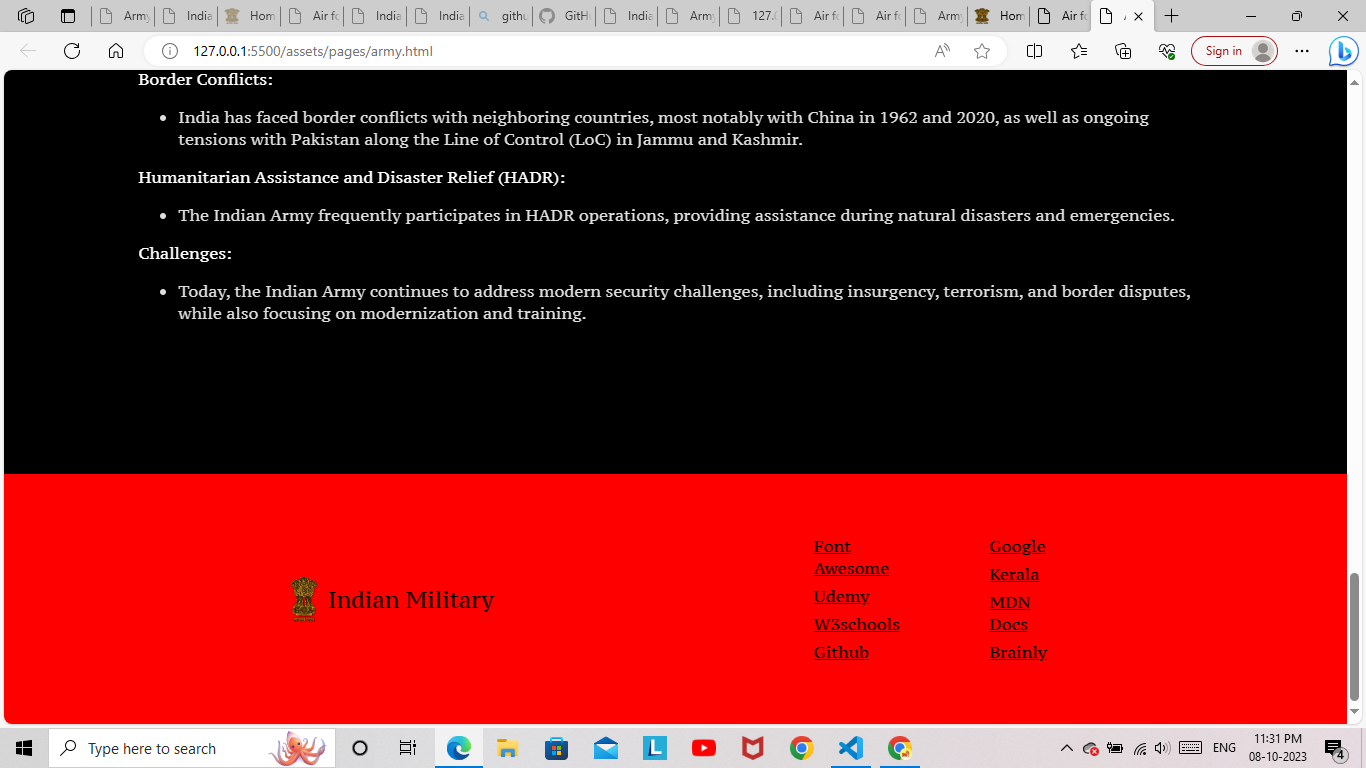 Army
India
Hom
Air fo
India
India
githu
GitHu
India
Army
127.0
Air fo
Air fo
Army
Hom
Air fo
127.0.0.1:5500/assets/pages/army.html
Sign in
Border Conflicts:
India has faced border conflicts with neighboring countries, most notably with China in 1962 and 2020, as well as ongoing
tensions with Pakistan along the Line of Control (LoC) in Jammu and Kashmir.
Humanitarian Assistance and Disaster Relief (HADR):
The Indian Army frequently participates in HADR operations, providing assistance during natural disasters and emergencies.
Challenges:
Today, the Indian Army continues to address modern security challenges, including insurgency, terrorism, and border disputes,
while also focusing on modernization and training.
Indian Military
Font
Awesome
Udemy
W3schools
Github
Google
Kerala
MDN
Docs
Brainly
Type here to search
ENG
11:31 PM
08-10-2023
4